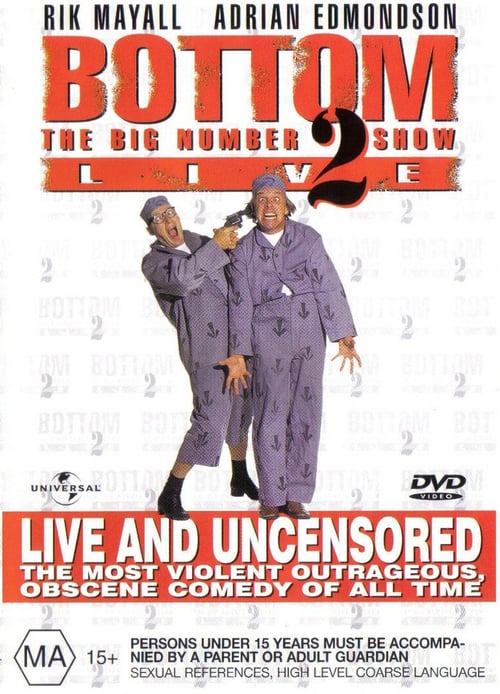 RIK MAYALL ADRIAN EDMONDSON
BOTTOM
THE BIG NUMBER 2 SHOW
LIVE
UNIVERSAL
DVD
VIDEO
LIVE AND UNCENSORED
THE MOST VIOLENT OUTRAGEOUS,
OBSCENE COMEDY OF ALL TIME
MA 15+
PERSONS UNDER 15 YEARS MUST BE ACCOMPA-
NIED BY A PARENT OR ADULT GUARDIAN
SEXUAL REFERENCES, HIGH LEVEL COARSE LANGUAGE